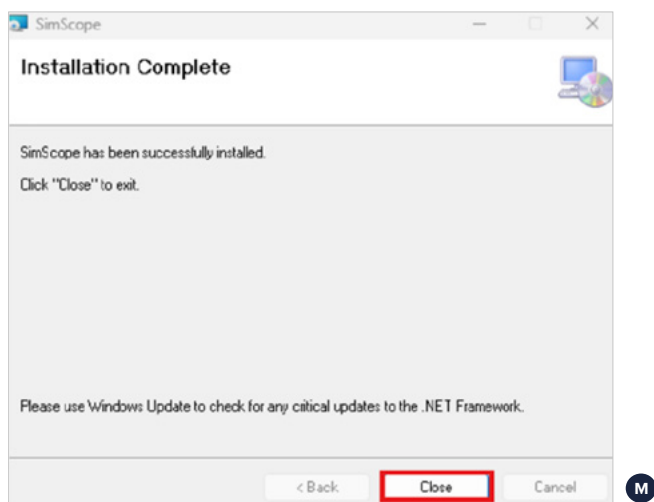 SimScope
Installation Complete
SimScope has been successfully installed.
Click "Close" to exit.
Please use Windows Update to check for any critical updates to the .NET Framework.
< Back Close Cancel
M